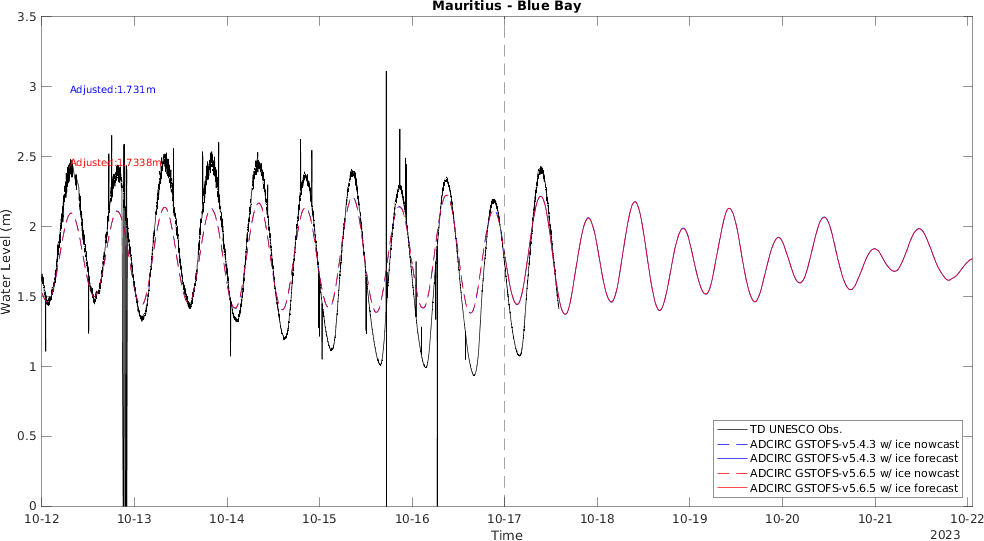 Mauritius - Blue Bay
3.5
3
2.5
2
1.5
1
0.5
0
Water Level (m)
Adjusted:1.731m
Adjusted:1.7338m
TD UNESCO Obs.
ADCIRC GSTOFS-v5.4.3 w/ ice nowcast
ADCIRC GSTOFS-v5.4.3 w/ ice forecast
ADCIRC GSTOFS-v5.6.5 w/ ice nowcast
ADCIRC GSTOFS-v5.6.5 w/ ice forecast
10-12 10-13 10-14 10-15 10-16 10-17 10-18 10-19 10-20 10-21 10-22
Time
2023